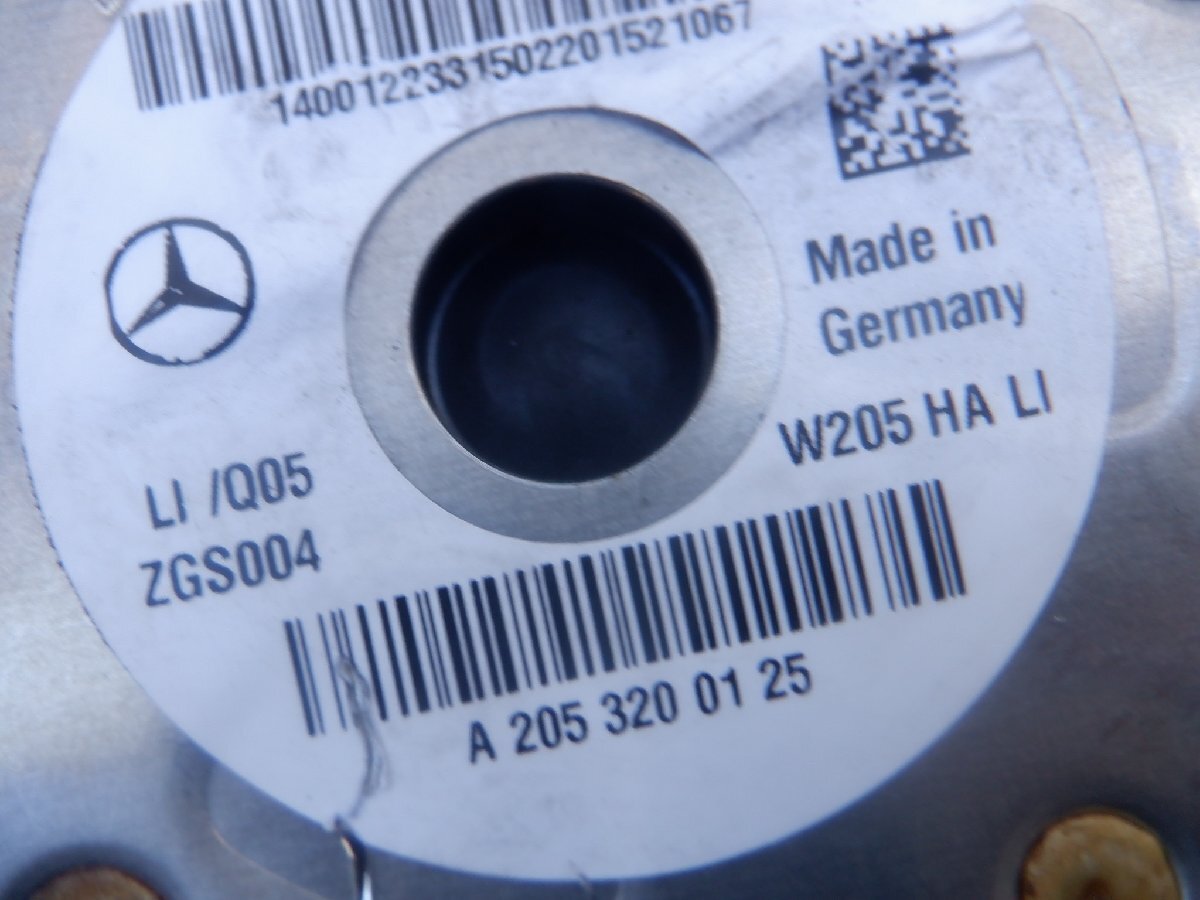 1400122331502201521067
Made in
Germany
W205 HA LI
LI /Q05
ZGS004
A 205 320 01 25